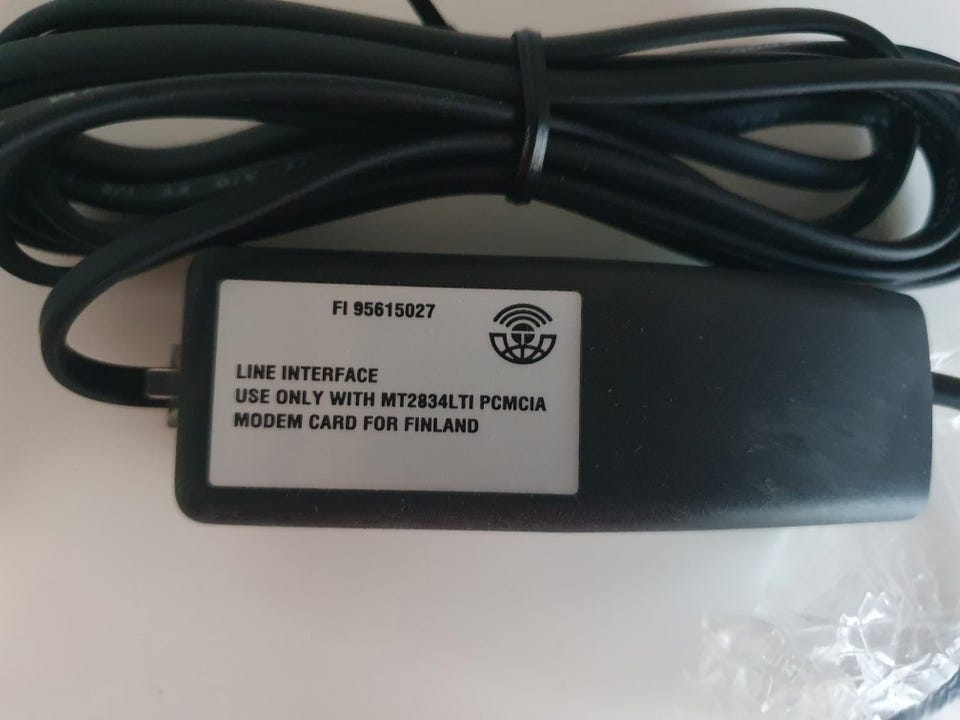 FI 95615027
LINE INTERFACE
USE ONLY WITH MT2834LTI PCMCIA
MODEM CARD FOR FINLAND